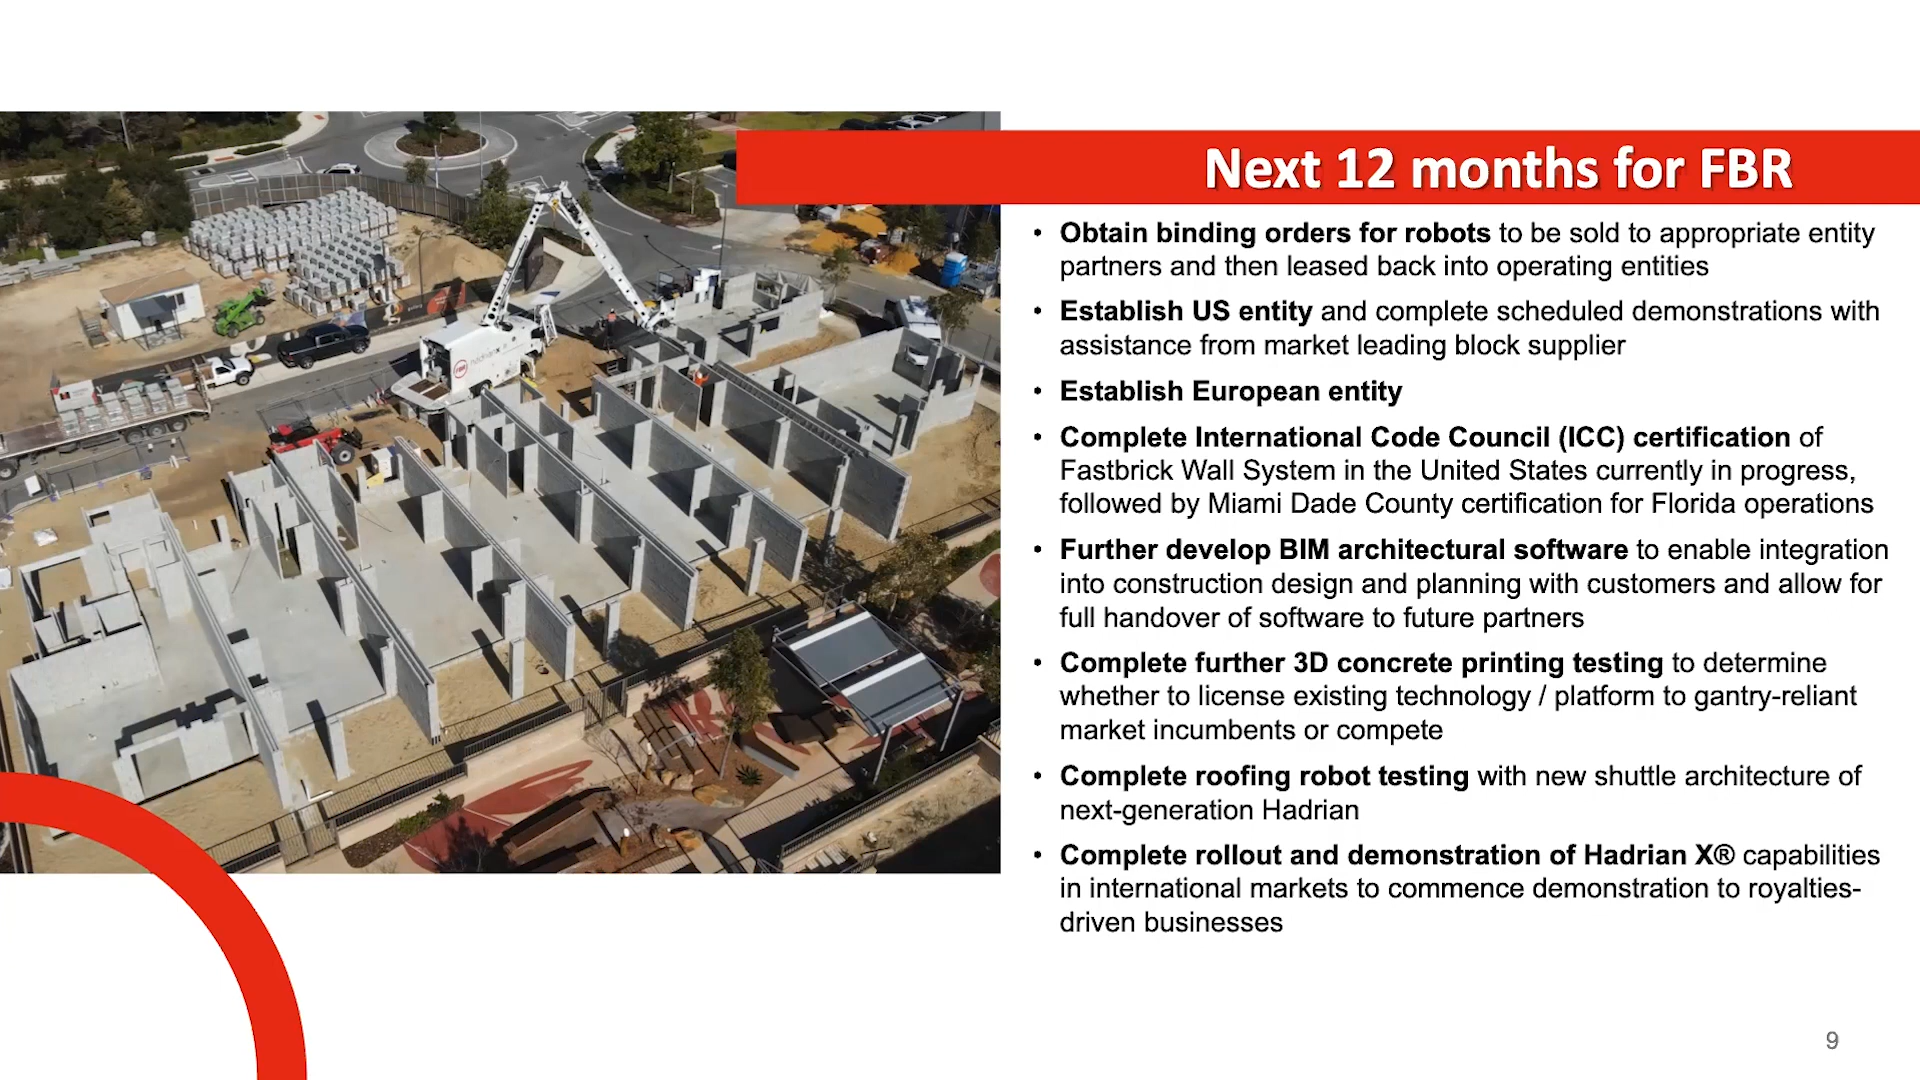 Next 12 months for FBR
• Obtain binding orders for robots to be sold to appropriate entity
partners and then leased back into operating entities
• Establish US entity and complete scheduled demonstrations with
assistance from market leading block supplier
• Establish European entity
• Complete International Code Council (ICC) certification of
Fastbrick Wall System in the United States currently in progress,
followed by Miami Dade County certification for Florida operations
• Further develop BIM architectural software to enable integration
into construction design and planning with customers and allow for
full handover of software to future partners
• Complete further 3D concrete printing testing to determine
whether to license existing technology / platform to gantry-reliant
market incumbents or compete
• Complete roofing robot testing with new shuttle architecture of
next-generation Hadrian
• Complete rollout and demonstration of Hadrian X® capabilities
in international markets to commence demonstration to royalties-
driven businesses
FBR
9